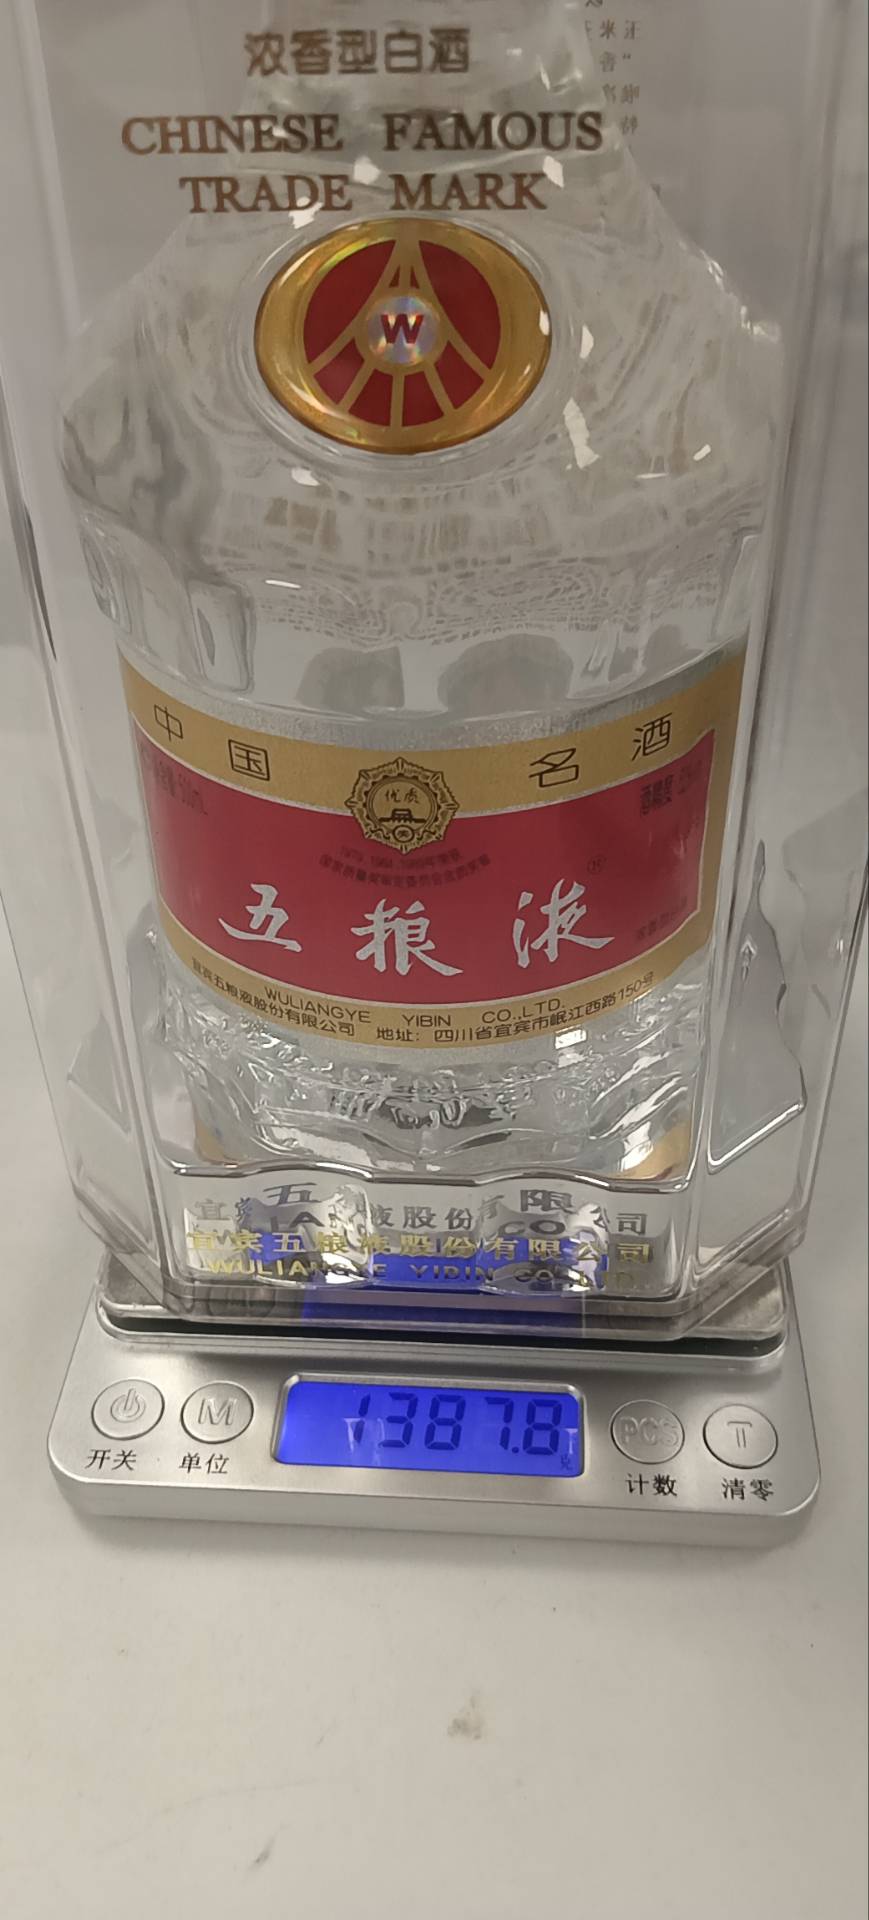 浓香型白酒
CHINESE FAMOUS
TRADE MARK
W
中国名酒
优质
五粮液®
WULIANGYE YIBIN CO.,LTD.
宜宾五粮液股份有限公司 地址：四川省宜宾市岷江西路150号
宜宾五粮液股份有限公司
WULIANGYE YIBIN CO.,LTD.
1387.8
克
M
PCS
T
开关
单位
计数
清零